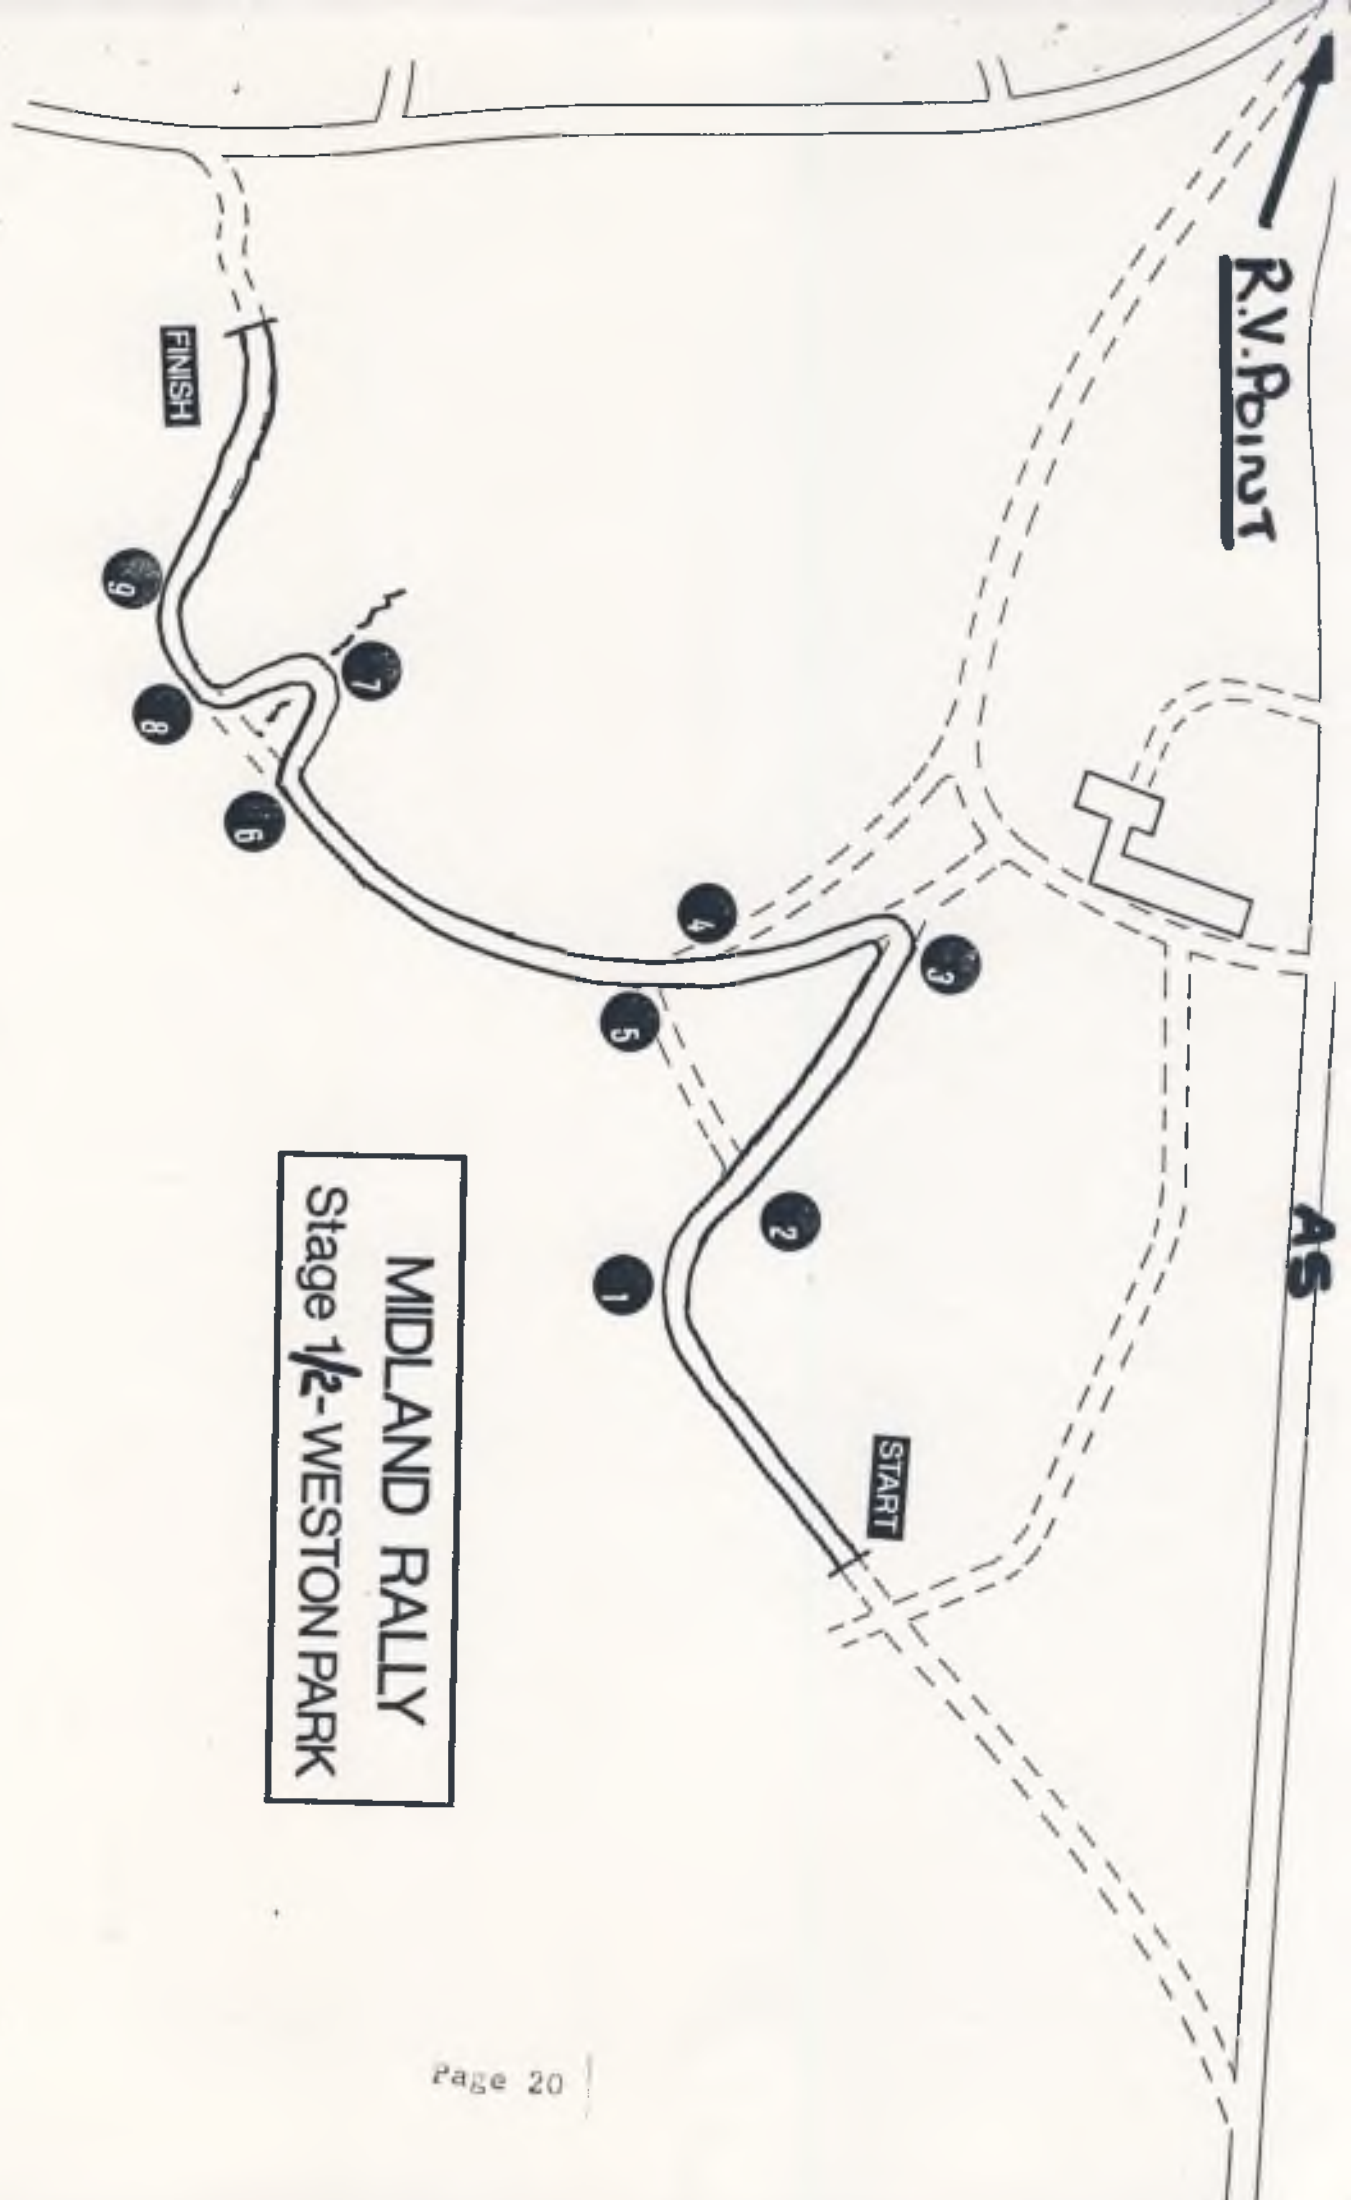 R.V. POINT
A5
FINISH
START
9
8
7
6
5
4
3
2
1
MIDLAND RALLY
Stage 1/2-WESTON PARK
Page 20